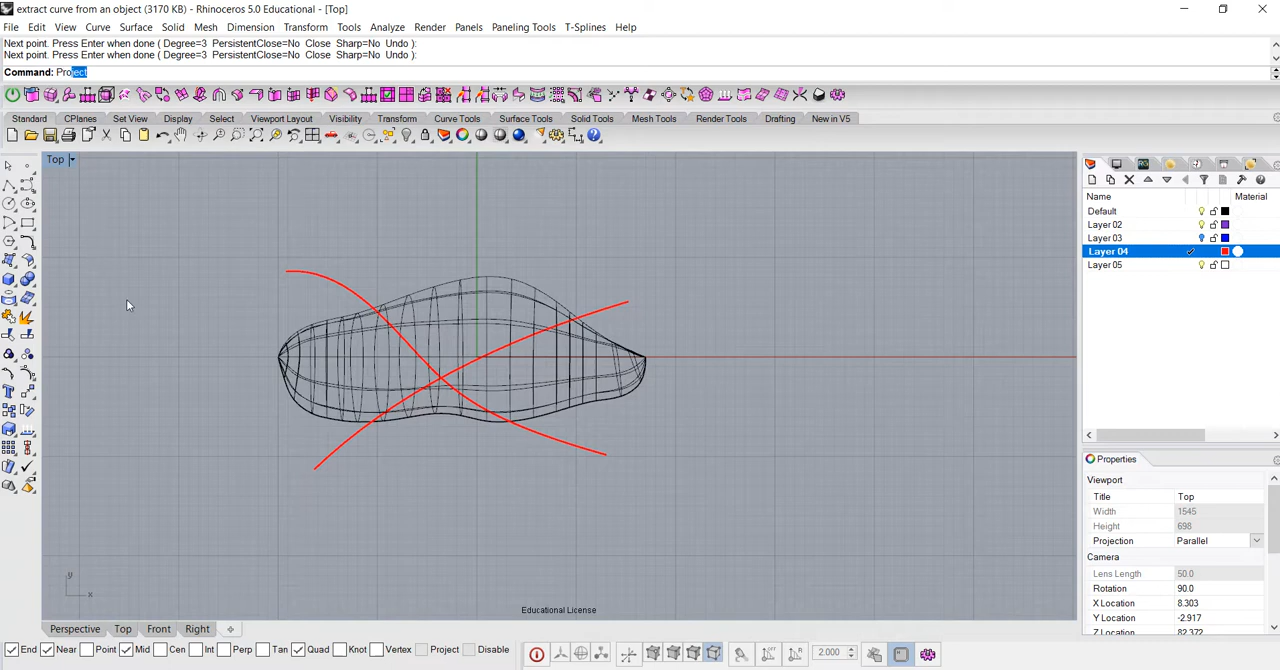 extract curve from an object (3170 KB) - Rhinoceros 5.0 Educational - [Top]
File Edit View Curve Surface Solid Mesh Dimension Transform Tools Analyze Render Panels Paneling Tools T-Splines Help
Next point. Press Enter when done ( Degree=3 PersistentClose=No Close Sharp=No Undo ):
Next point. Press Enter when done ( Degree=3 PersistentClose=No Close Sharp=No Undo ):
Command: Project
Standard CPlanes Set View Display Select Viewport Layout Visibility Transform Curve Tools Surface Tools Solid Tools Mesh Tools Render Tools Drafting New in V5
Top
Name Material
Default
Layer 02
Layer 03
Layer 04
Layer 05
Properties
Viewport
Title Top
Width 1545
Height 698
Projection Parallel
Camera
Lens Length 50.0
Rotation 90.0
X Location 8.303
Y Location -2.917
Z Location 82.372
y
x
Educational License
Perspective Top Front Right
End Near Point Mid Cen Int Perp Tan Quad Knot Vertex Project Disable
2.000